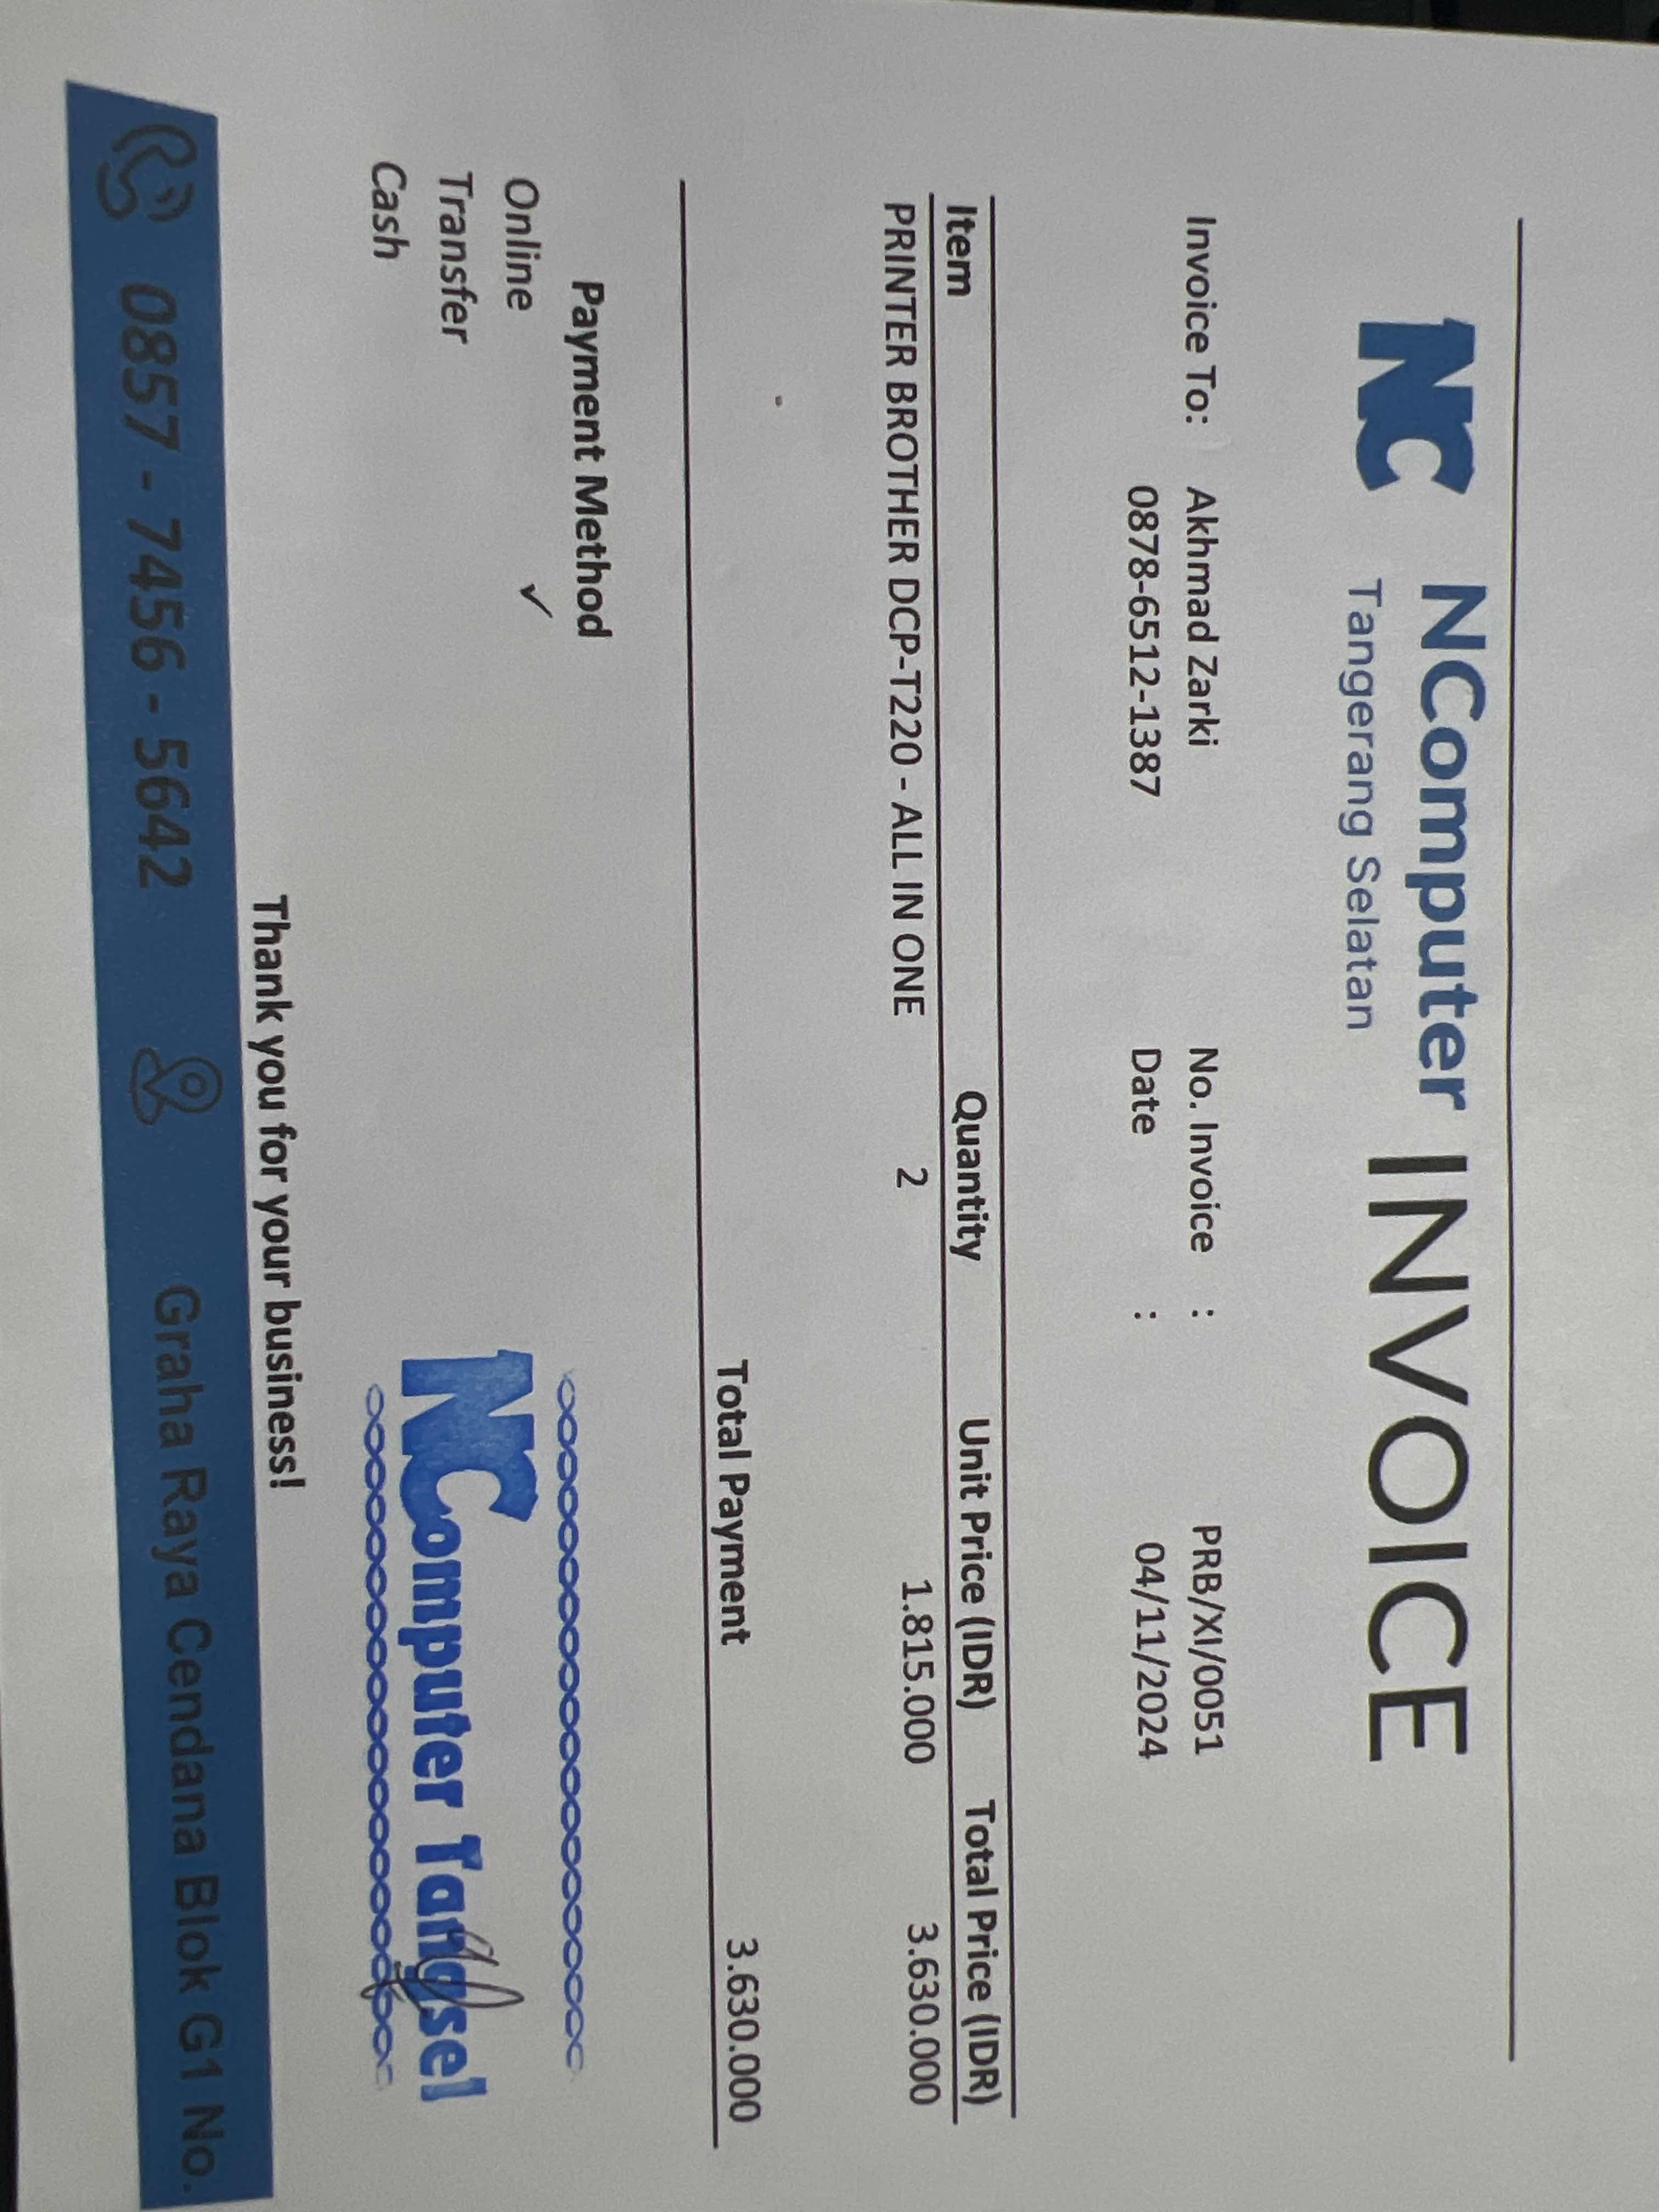 NC NComputer INVOICE
Tangerang Selatan
Invoice To: Akhmad Zarki No. Invoice : PRB/XI/0051
0878-6512-1387 Date : 04/11/2024
Item Quantity Unit Price (IDR) Total Price (IDR)
PRINTER BROTHER DCP-T220 - ALL IN ONE 2 1.815.000 3.630.000
Total Payment 3.630.000
Payment Method
Online ✓
Transfer
Cash
NComputer Tangsel
Thank you for your business!
0857 - 7456 - 5642 Graha Raya Cendana Blok G1 No.